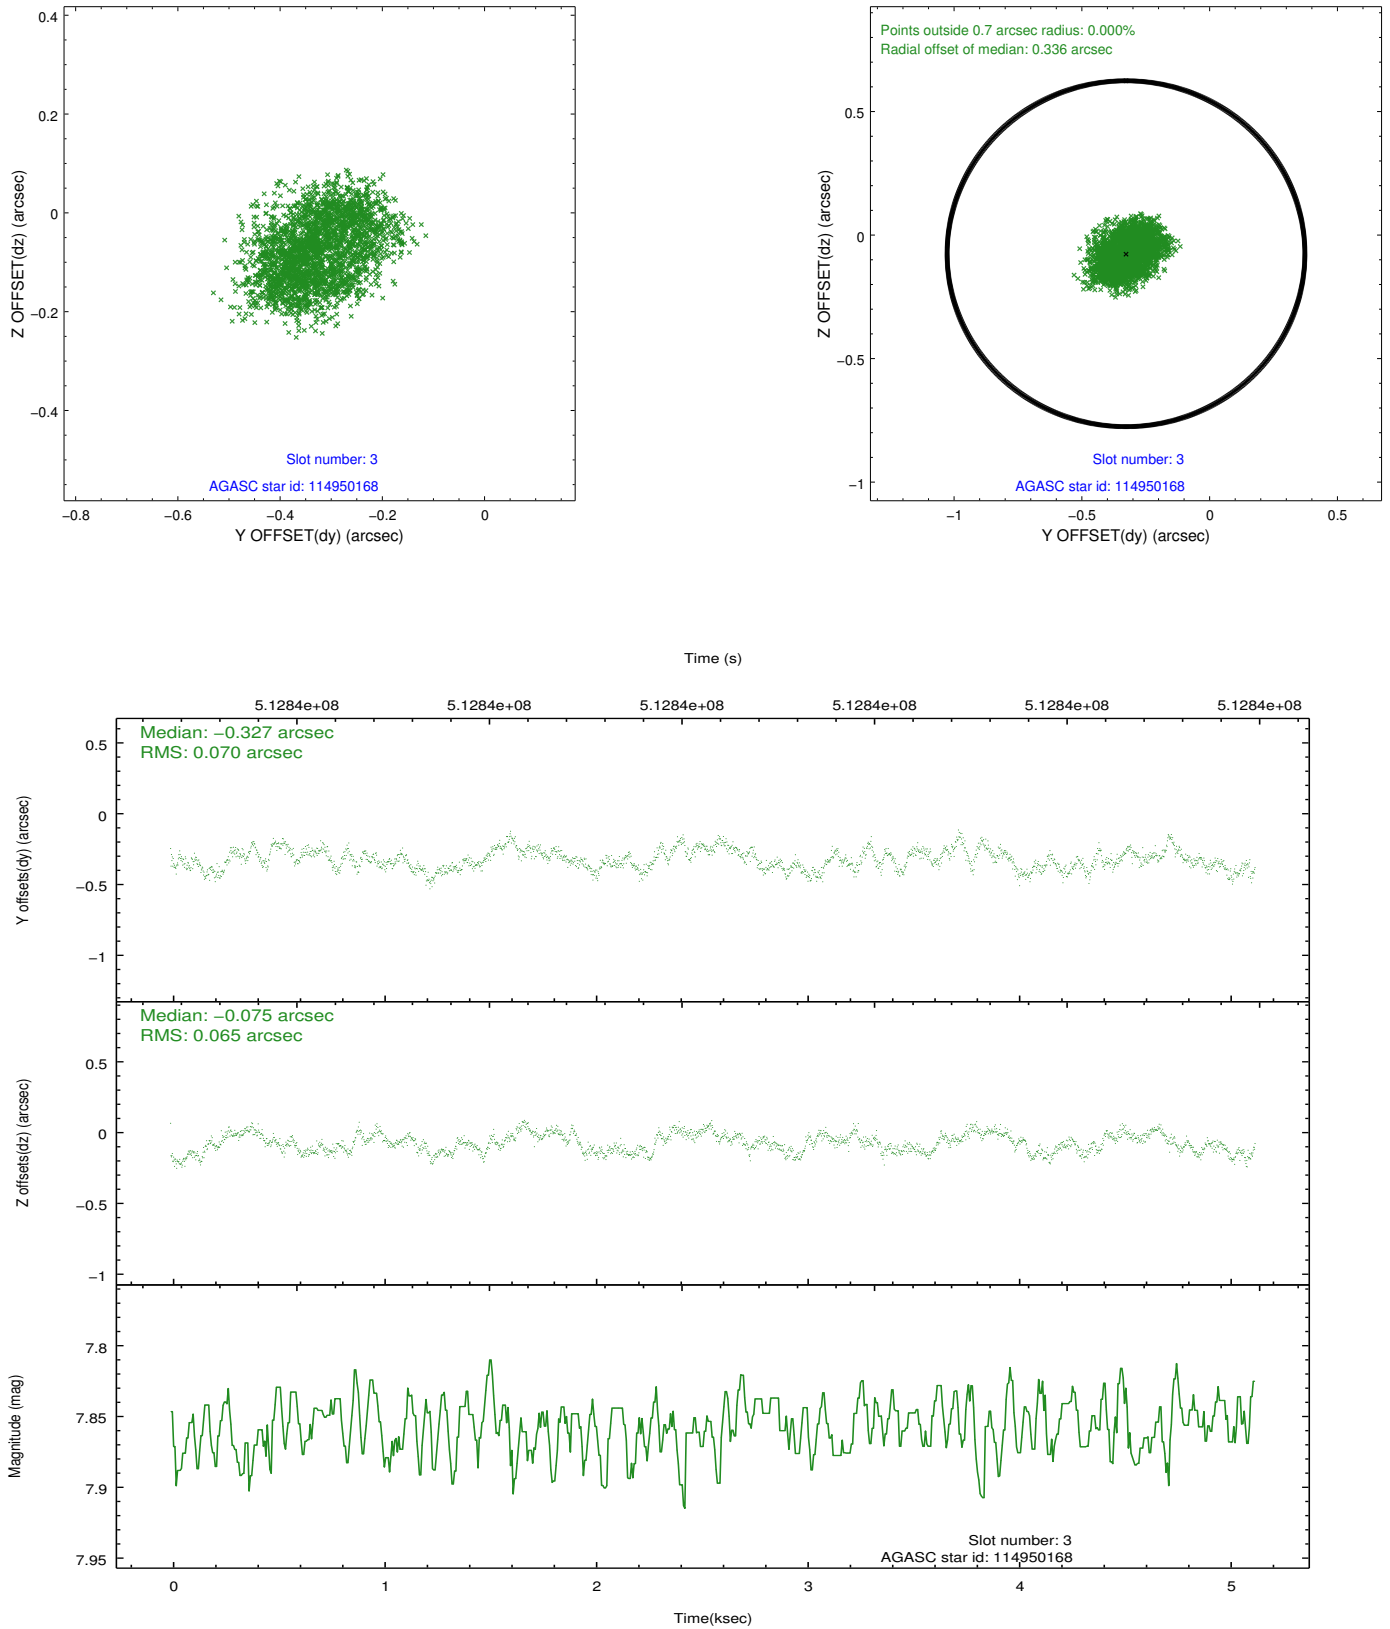 0.4
0.2
0
−0.2
−0.4
Z OFFSET(dz) (arcsec)
Slot number: 3
AGASC star id: 114950168
−0.8 −0.6 −0.4 −0.2 0
Y OFFSET(dy) (arcsec)
Points outside 0.7 arcsec radius: 0.000%
Radial offset of median: 0.336 arcsec
0.5
0
−0.5
−1
Z OFFSET(dz) (arcsec)
Slot number: 3
AGASC star id: 114950168
−1 −0.5 0 0.5
Y OFFSET(dy) (arcsec)
Time (s)
5.1284e+08 5.1284e+08 5.1284e+08 5.1284e+08 5.1284e+08 5.1284e+08
Median: −0.327 arcsec
RMS: 0.070 arcsec
0.5
0
−0.5
−1
Y offsets(dy) (arcsec)
Median: −0.075 arcsec
RMS: 0.065 arcsec
0.5
0
−0.5
−1
Z offsets(dz) (arcsec)
7.8
7.85
7.9
7.95
Magnitude (mag)
Slot number: 3
AGASC star id: 114950168
0 1 2 3 4 5
Time(ksec)